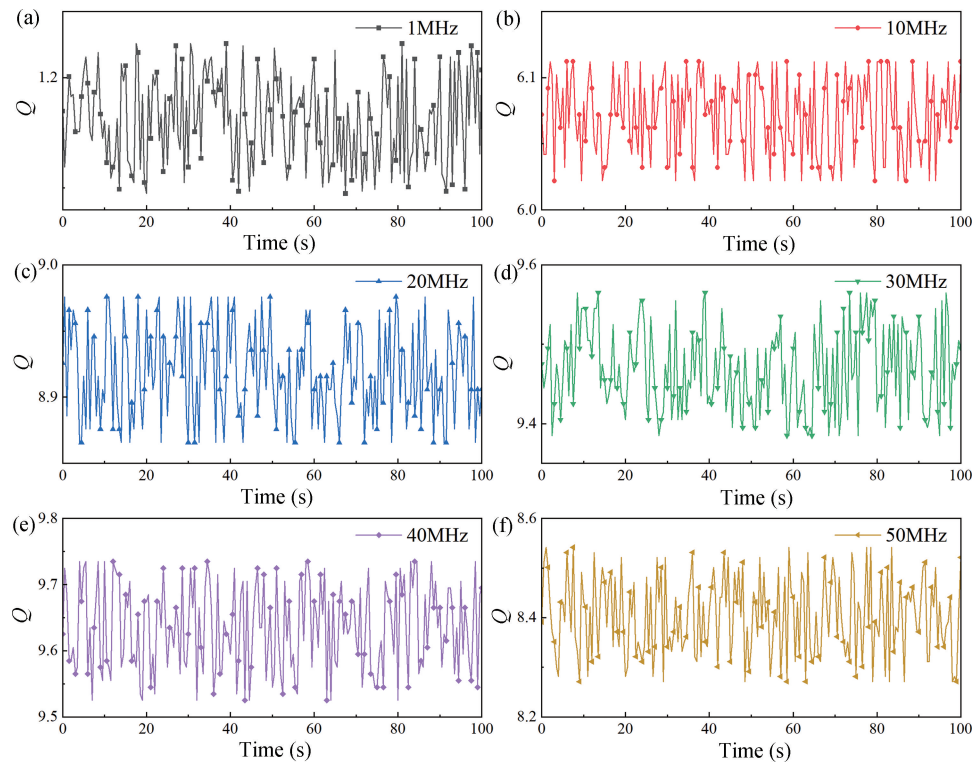 (a)
1MHz
1.2
Q
0 20 40 60 80 100
Time (s)
(b)
10MHz
6.1
6.0
Q
0 20 40 60 80 100
Time (s)
(c)
20MHz
9.0
8.9
Q
0 20 40 60 80 100
Time (s)
(d)
30MHz
9.6
9.4
Q
0 20 40 60 80 100
Time (s)
(e)
40MHz
9.8
9.7
9.6
9.5
Q
0 20 40 60 80 100
Time (s)
(f)
50MHz
8.6
8.4
8.2
Q
0 20 40 60 80 100
Time (s)